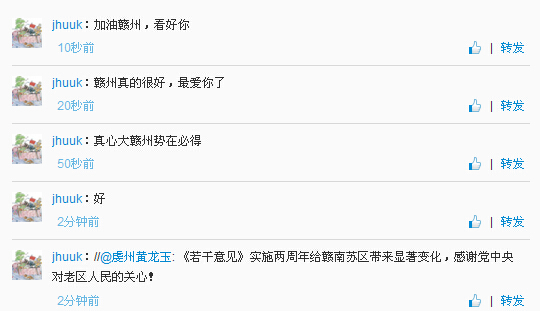 jhuuk：加油赣州，看好你
10秒前 | 转发
jhuuk：赣州真的很好，最爱你了
20秒前 | 转发
jhuuk：真心大赣州势在必得
50秒前 | 转发
jhuuk：好
2分钟前 | 转发
jhuuk：//@虔州黄龙玉:《若干意见》实施两周年给赣南苏区带来显著变化，感谢党中央
对老区人民的关心！
2分钟前 | 转发